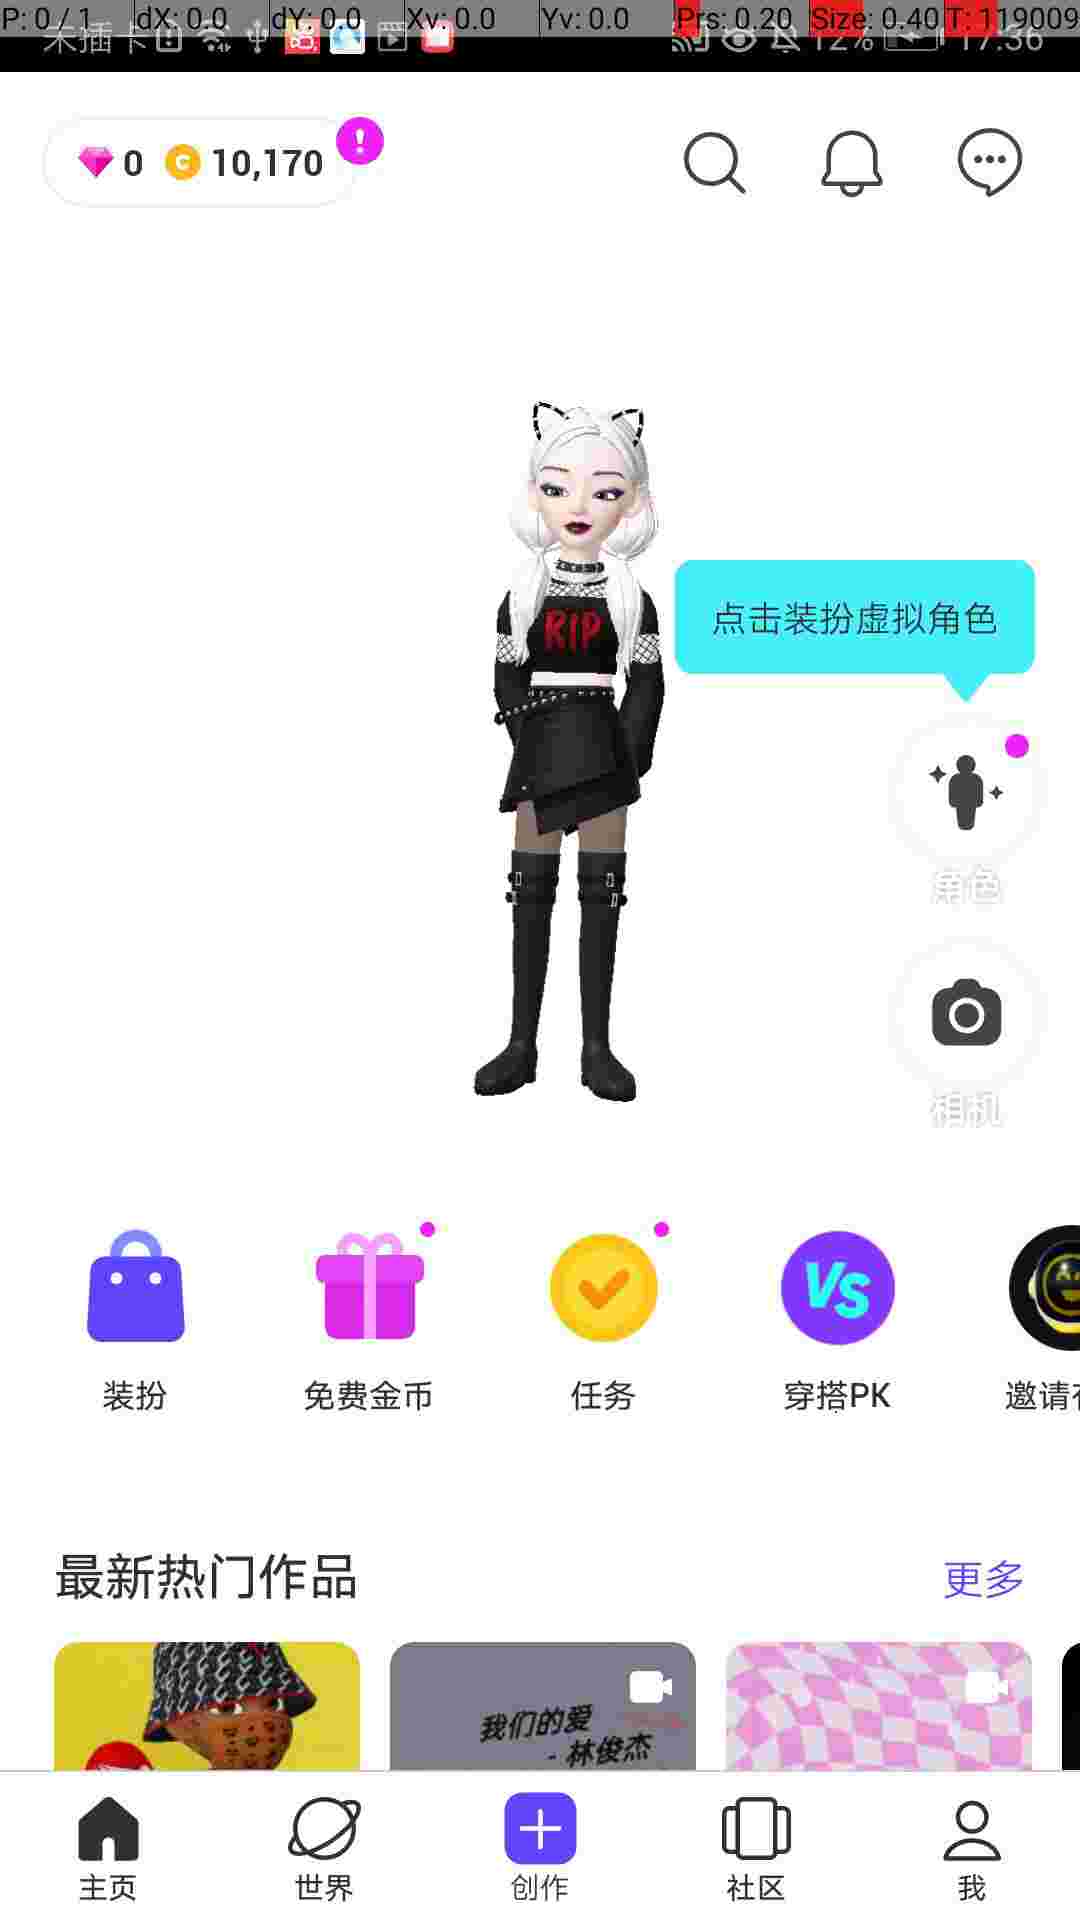 P: 0 / 1 dX: 0.0 dY: 0.0 Xv: 0.0 Yv: 0.0 Prs: 0.20 Size: 0.40 T: 119009
未插卡 12% 17:36
0 C 10,170 !
RIP
点击装扮虚拟角色
角色
相机
VS
装扮 免费金币 任务 穿搭PK 邀请
最新热门作品 更多
我们的爱
- 林俊杰
主页 世界 创作 社区 我